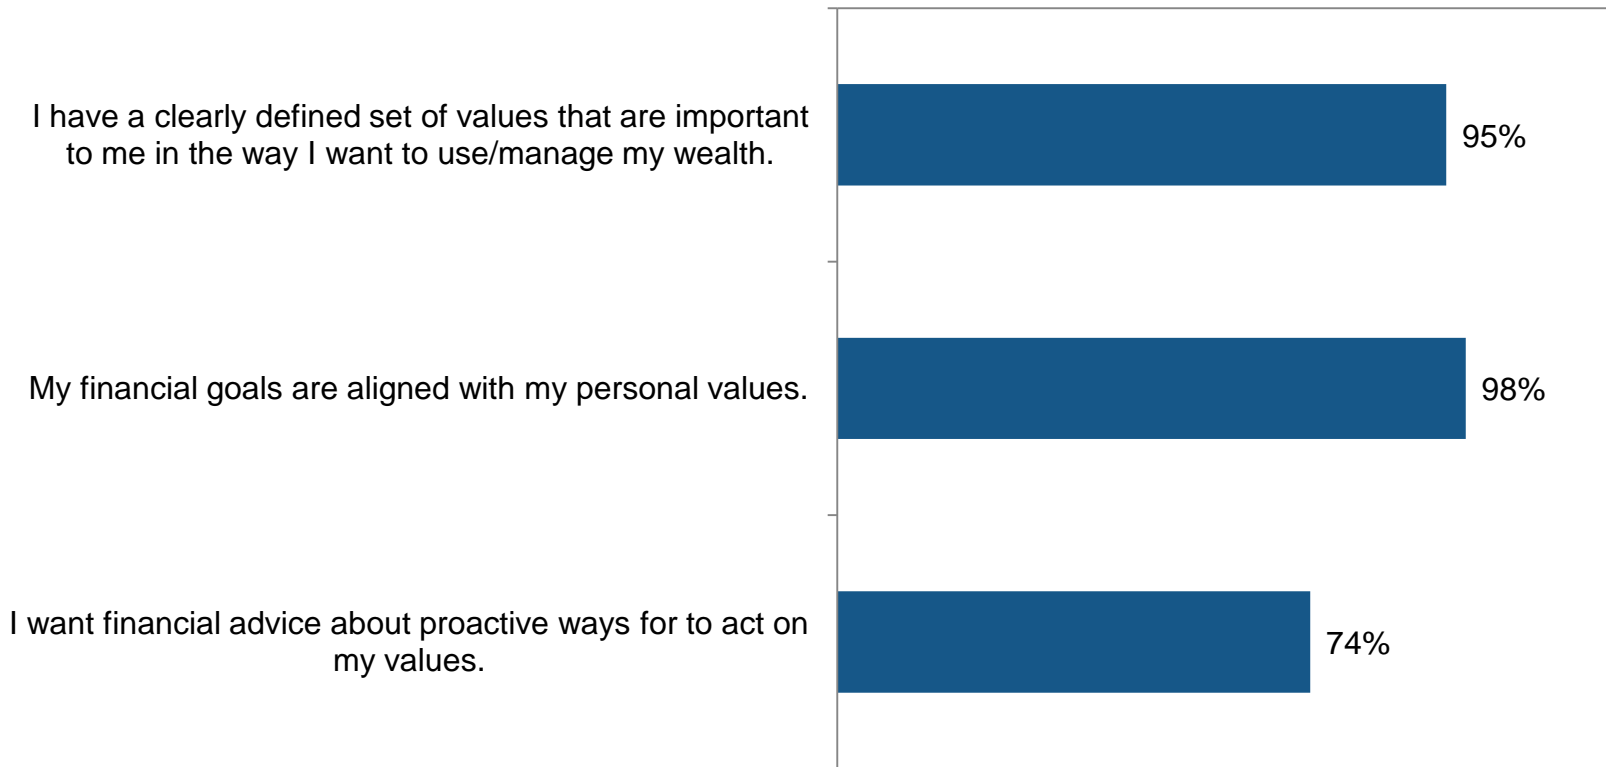 I have a clearly defined set of values that are important
to me in the way I want to use/manage my wealth.
95%
My financial goals are aligned with my personal values.
98%
I want financial advice about proactive ways for to act on
my values.
74%